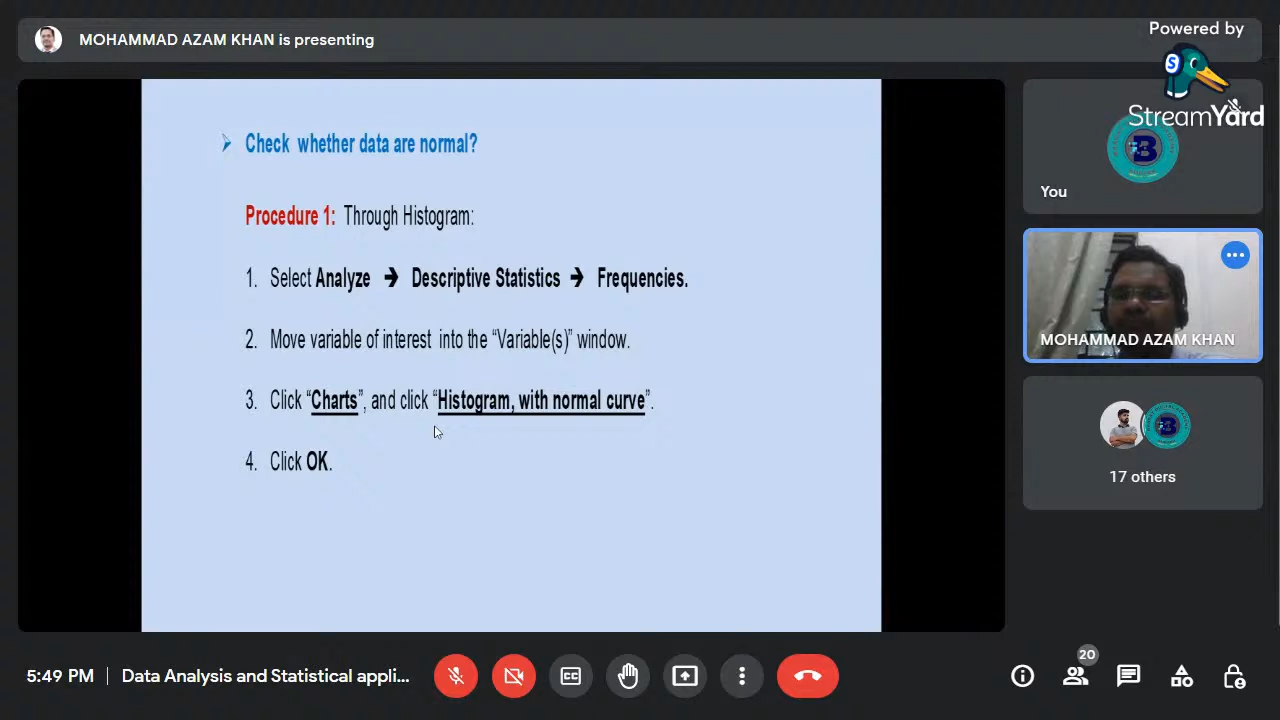 MOHAMMAD AZAM KHAN is presenting
Powered by
StreamYard
➢ Check whether data are normal?
Procedure 1: Through Histogram:
1. Select Analyze ➔ Descriptive Statistics ➔ Frequencies.
2. Move variable of interest into the “Variable(s)” window.
3. Click “Charts”, and click “Histogram, with normal curve”.
4. Click OK.
You
MOHAMMAD AZAM KHAN
17 others
5:49 PM | Data Analysis and Statistical appli...
CC
20